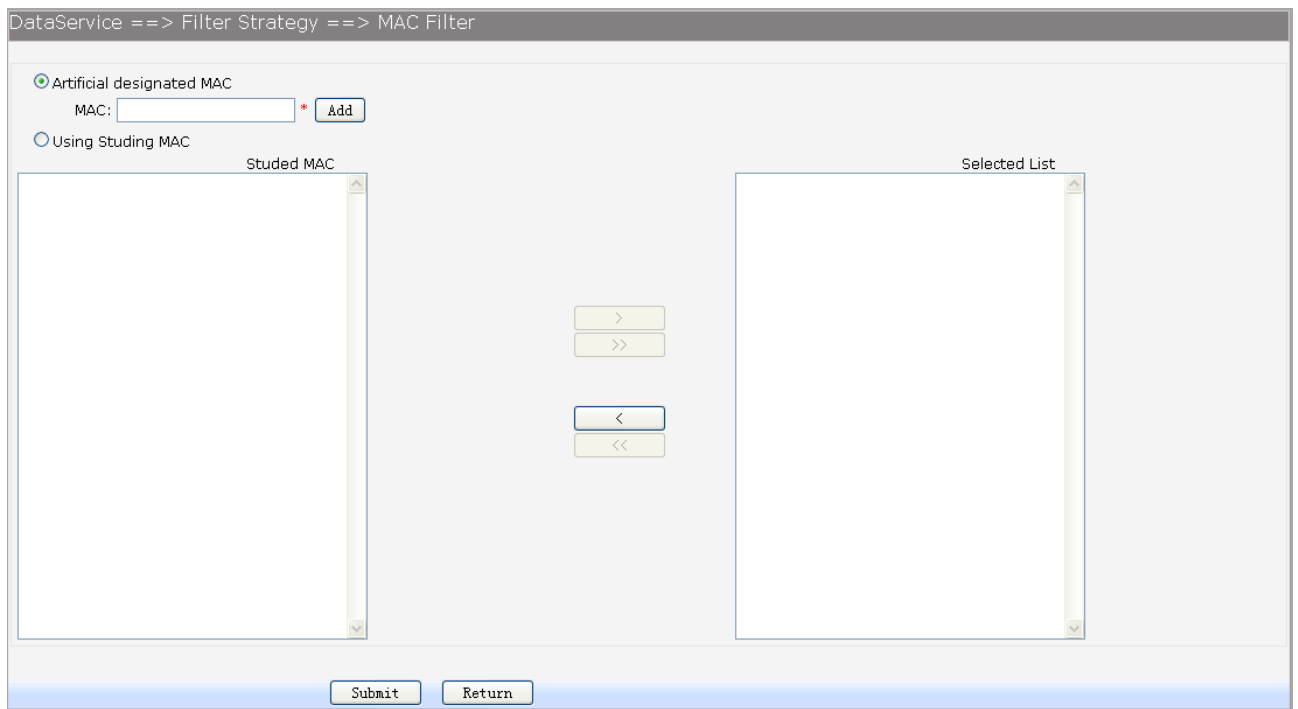 DataService ==> Filter Strategy ==> MAC Filter
Artificial designated MAC
MAC: * Add
Using Studing MAC
Studed MAC Selected List
>
>>
<
<<
Submit Return